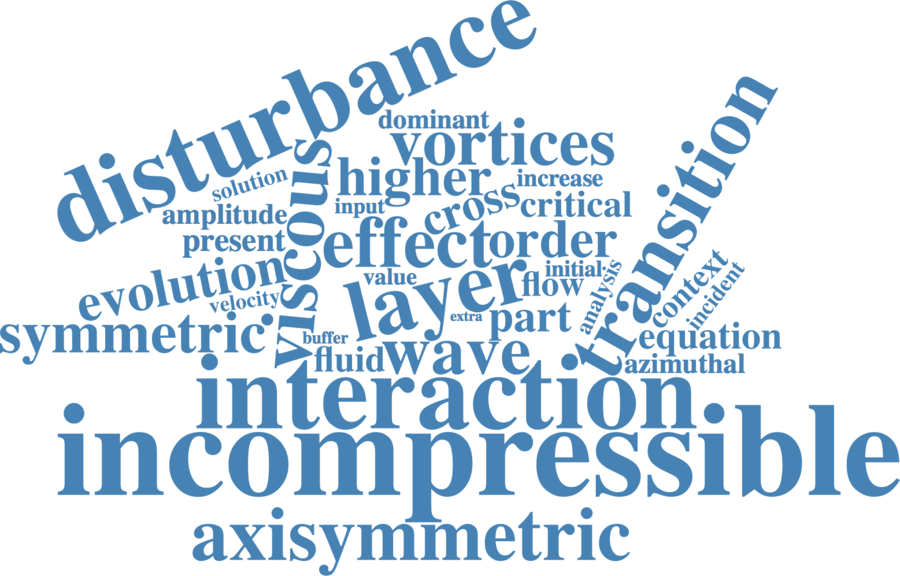 disturbance
dominant
vortices
transition
solution
viscous
higher
increase
amplitude
input
cross
critical
present
effect
order
evolution
value
layer
initial
flow
analysis
context
incident
velocity
symmetric
extra
part
buffer
fluid
wave
equation
azimuthal
interaction
incompressible
axisymmetric